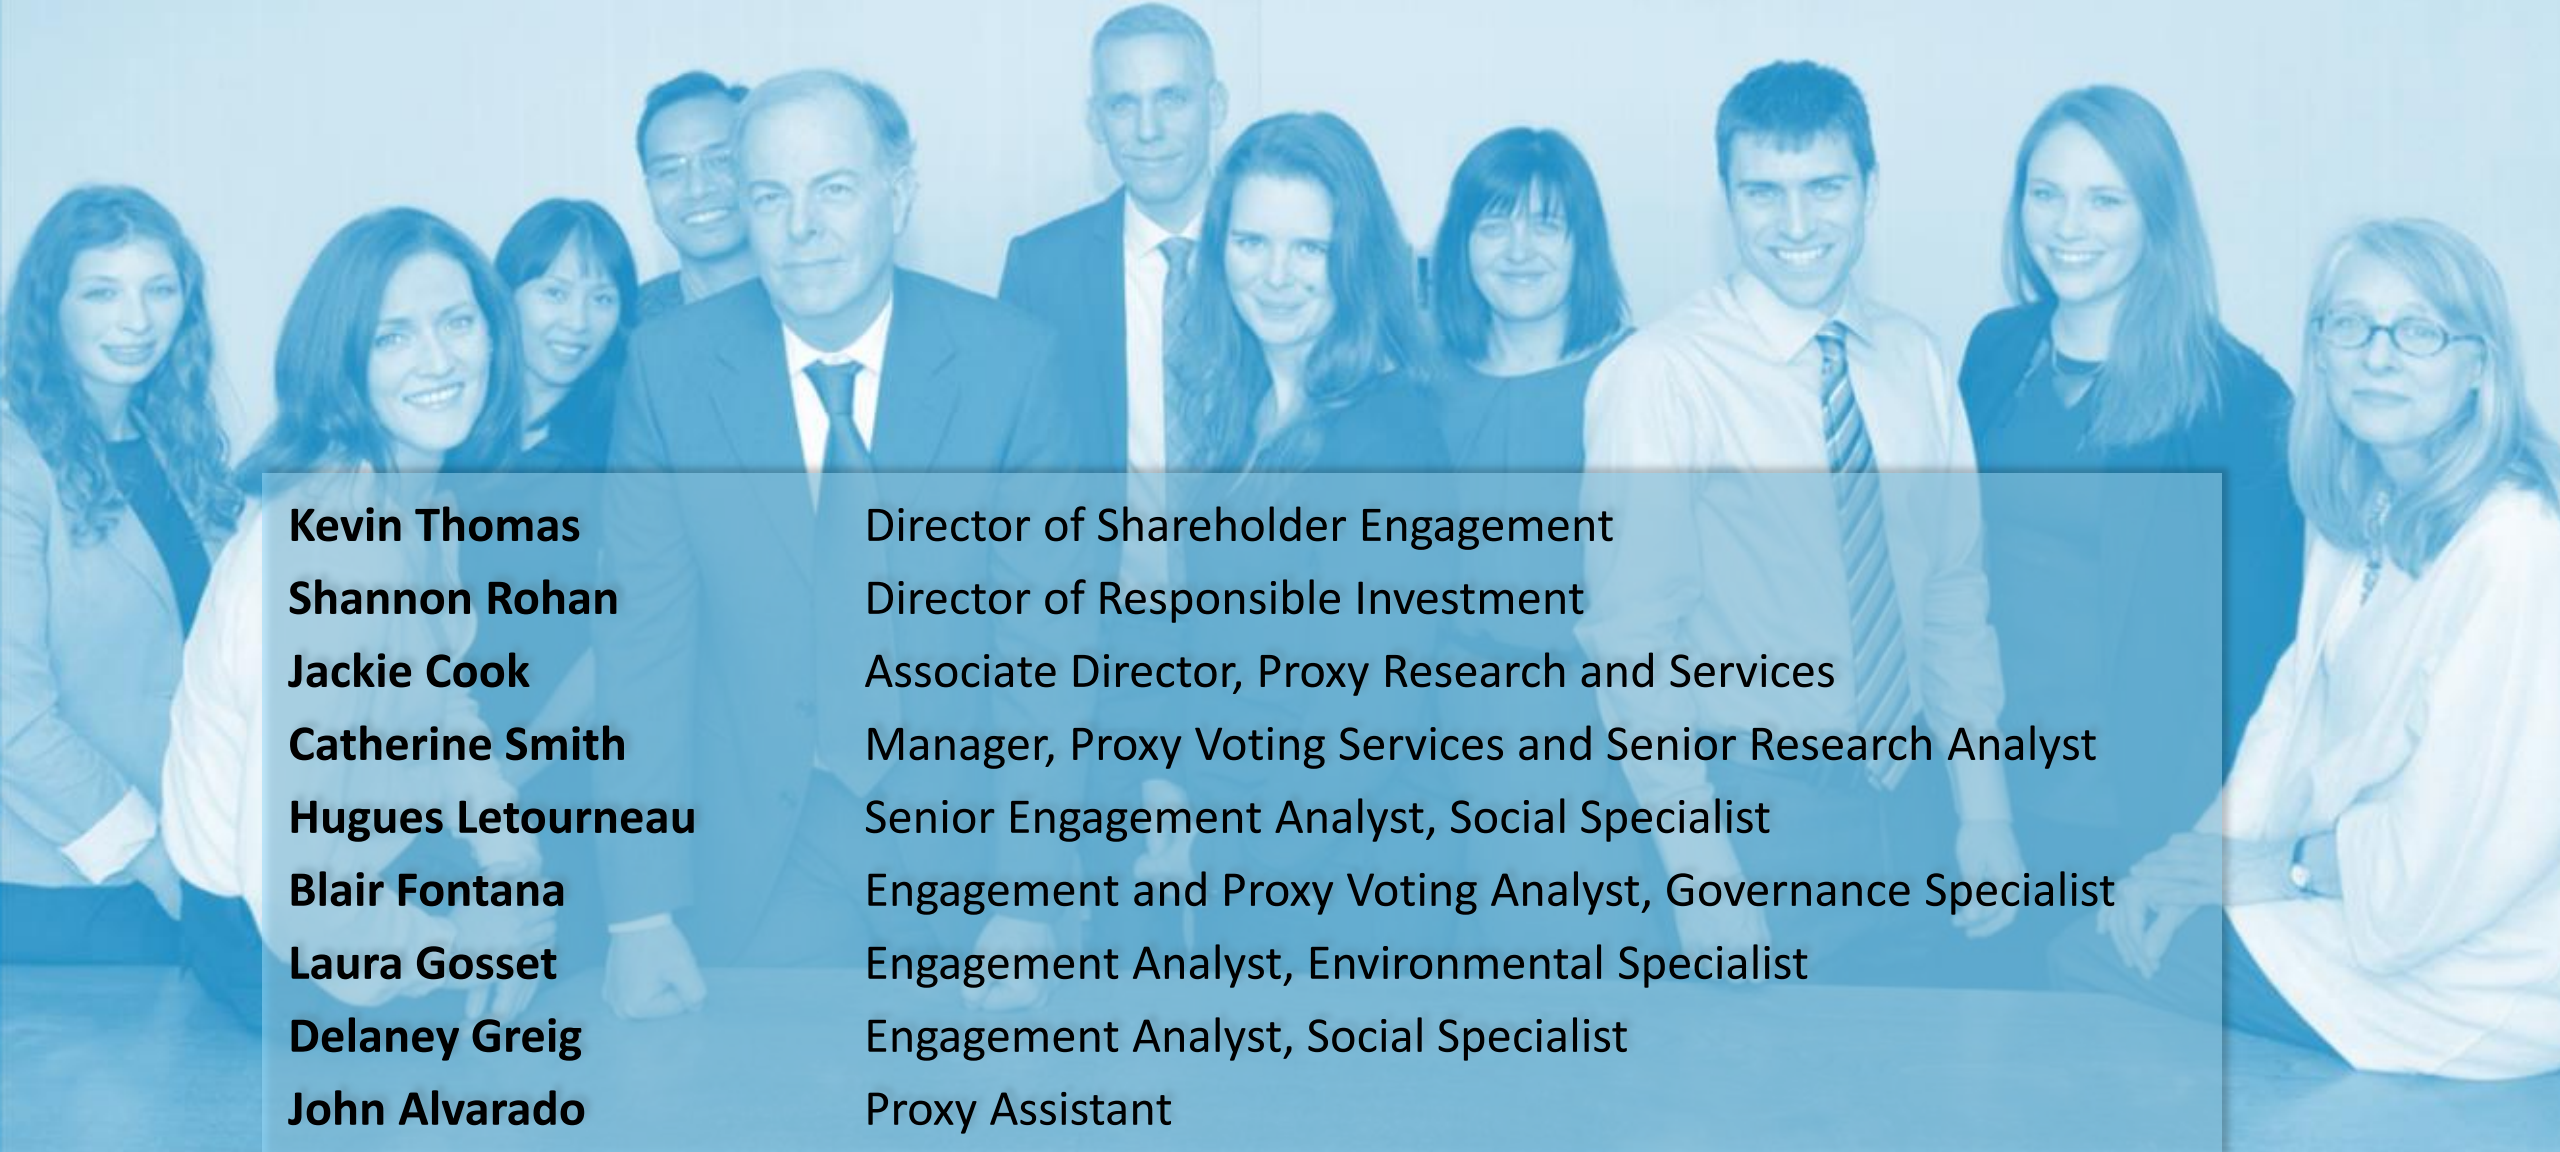 Kevin Thomas Director of Shareholder Engagement
Shannon Rohan Director of Responsible Investment
Jackie Cook Associate Director, Proxy Research and Services
Catherine Smith Manager, Proxy Voting Services and Senior Research Analyst
Hugues Letourneau Senior Engagement Analyst, Social Specialist
Blair Fontana Engagement and Proxy Voting Analyst, Governance Specialist
Laura Gosset Engagement Analyst, Environmental Specialist
Delaney Greig Engagement Analyst, Social Specialist
John Alvarado Proxy Assistant